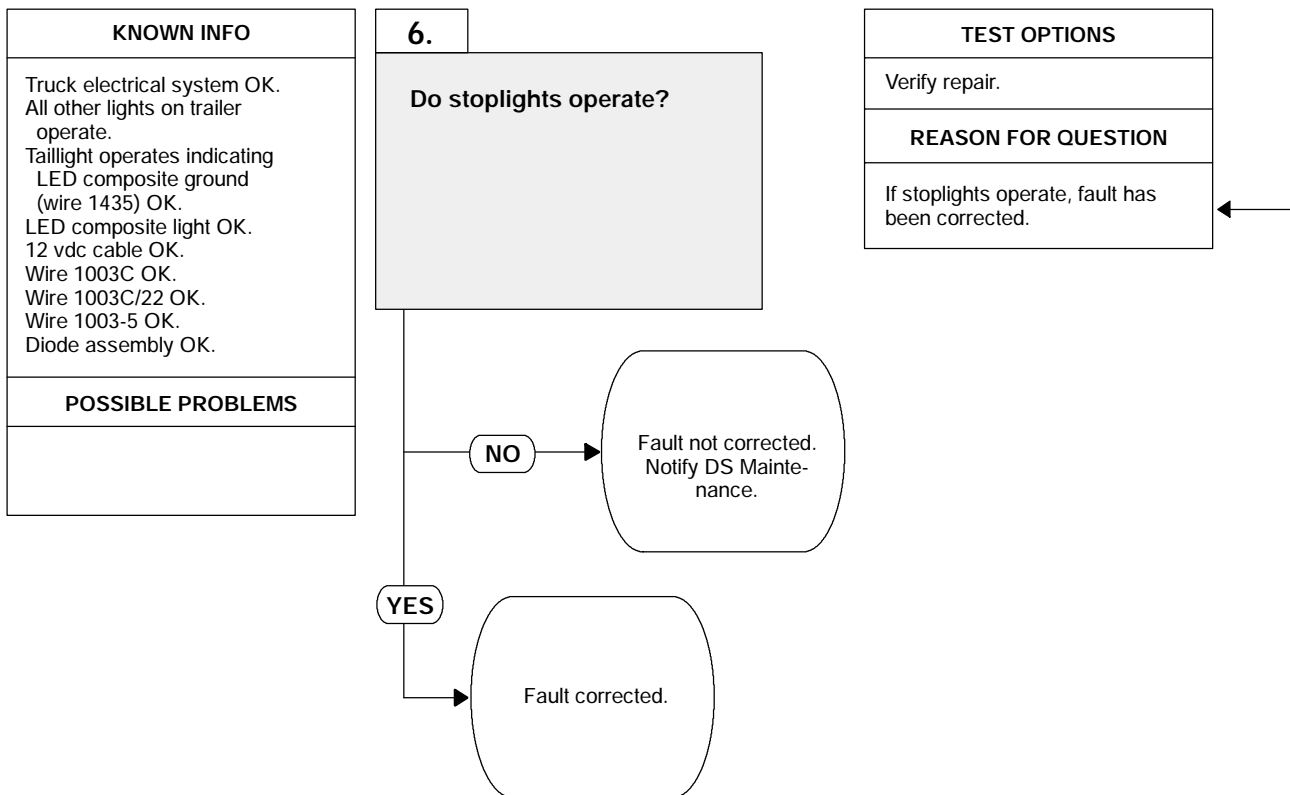 KNOWN INFO
Truck electrical system OK.
All other lights on trailer
operate.
Taillight operates indicating
LED composite ground
(wire 1435) OK.
LED composite light OK.
12 vdc cable OK.
Wire 1003C OK.
Wire 1003C/22 OK.
Wire 1003-5 OK.
Diode assembly OK.
POSSIBLE PROBLEMS
6.
Do stoplights operate?
TEST OPTIONS
Verify repair.
REASON FOR QUESTION
If stoplights operate, fault has
been corrected.
NO
Fault not corrected.
Notify DS Mainte-
nance.
YES
Fault corrected.